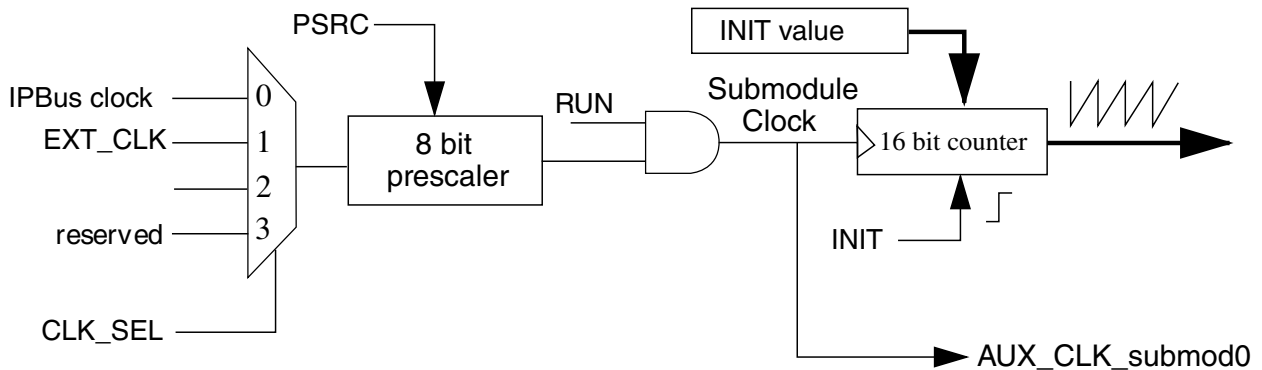 PSRC
INIT value
IPBus clock
0
EXT_CLK
1
2
reserved
3
CLK_SEL
8 bit
prescaler
RUN
Submodule
Clock
16 bit counter
INIT
AUX_CLK_submod0